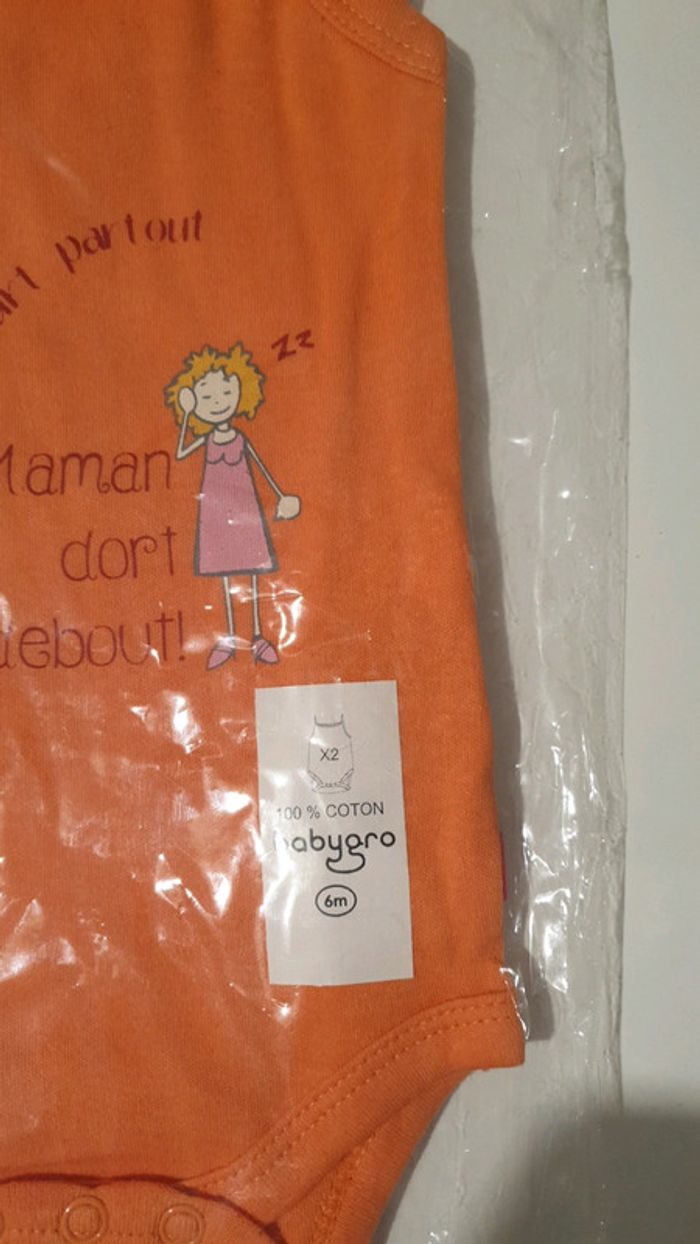 partout
zz
Maman
dort
debout!
X2
100 % COTON
babygro
6m